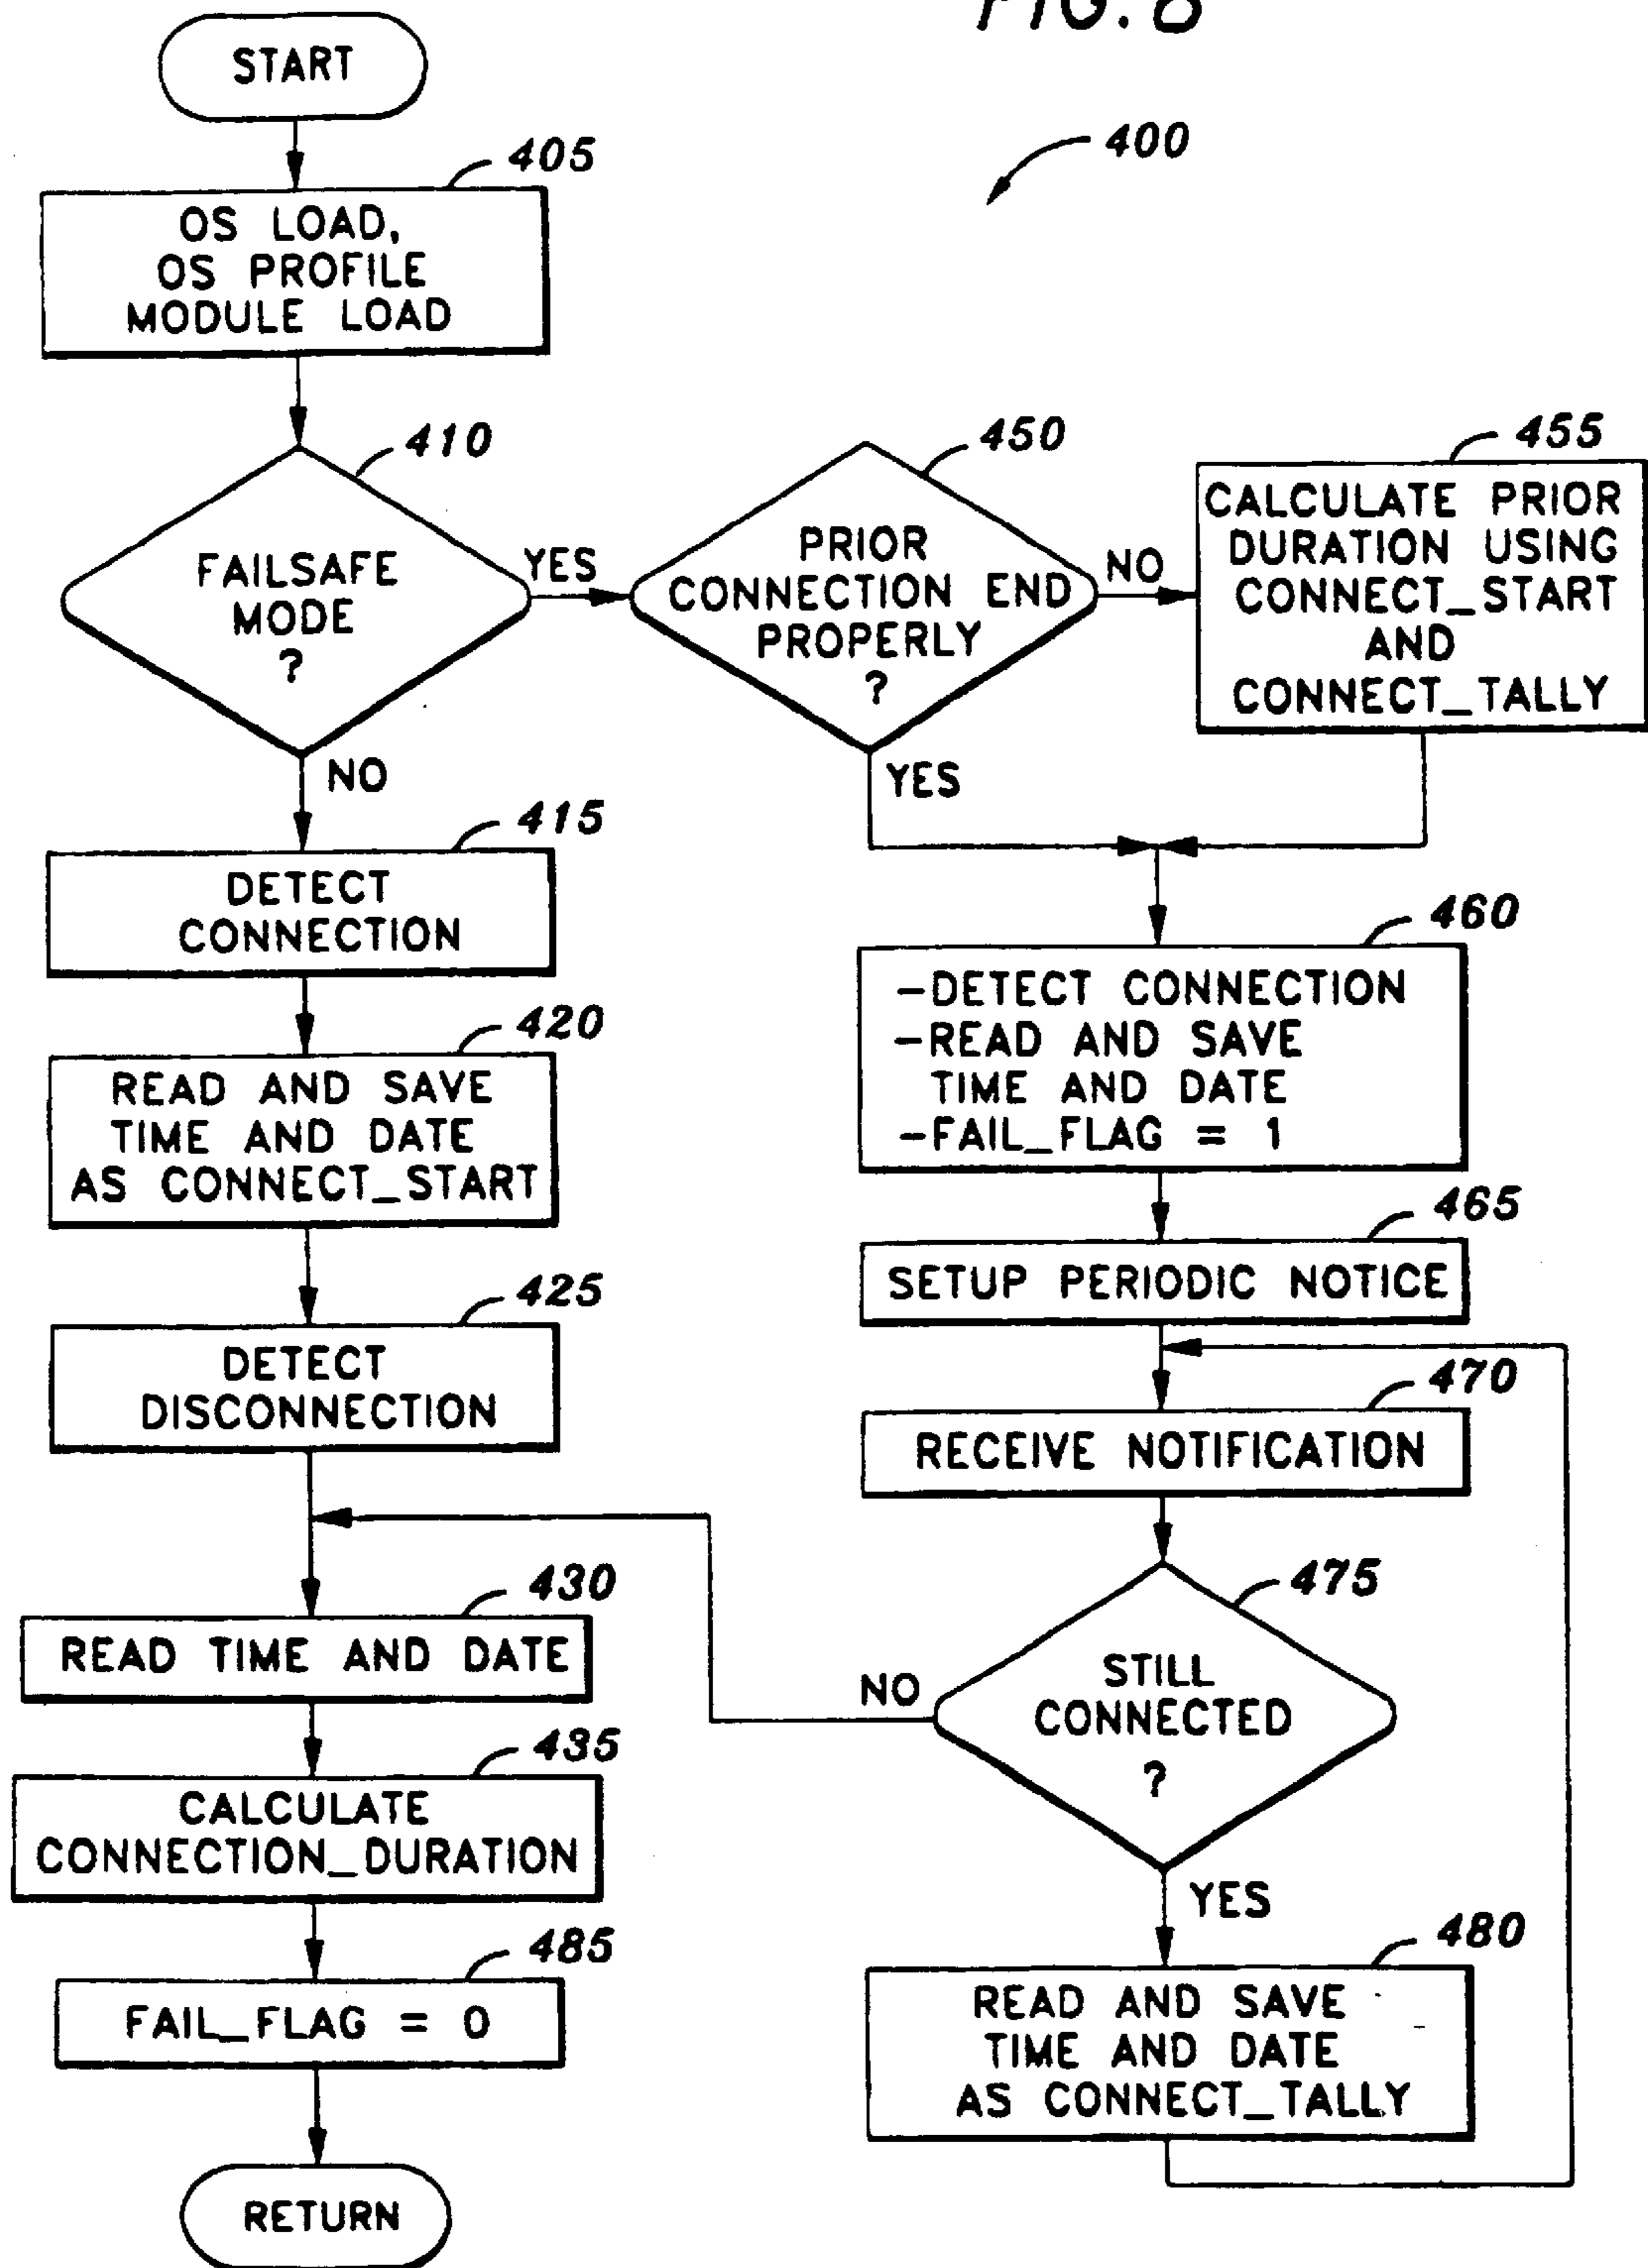 FIG. 8
START
400
405
OS LOAD,
OS PROFILE
MODULE LOAD
410
FAILSAFE
MODE
?
YES
NO
450
PRIOR
CONNECTION END
PROPERLY
?
NO
YES
455
CALCULATE PRIOR
DURATION USING
CONNECT_START
AND
CONNECT_TALLY
415
DETECT
CONNECTION
420
READ AND SAVE
TIME AND DATE
AS CONNECT_START
425
DETECT
DISCONNECTION
430
READ TIME AND DATE
435
CALCULATE
CONNECTION_DURATION
485
FAIL_FLAG = 0
RETURN
460
-DETECT CONNECTION
-READ AND SAVE
TIME AND DATE
-FAIL_FLAG = 1
465
SETUP PERIODIC NOTICE
470
RECEIVE NOTIFICATION
475
STILL
CONNECTED
?
NO
YES
480
READ AND SAVE
TIME AND DATE
AS CONNECT_TALLY